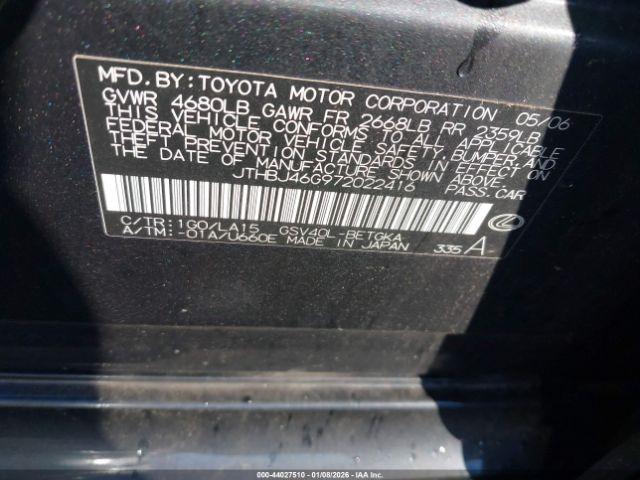 MFD. BY: TOYOTA MOTOR CORPORATION 05/06
GVWR 4680LB GAWR FR 2668LB RR 2359LB
THIS VEHICLE CONFORMS TO ALL APPLICABLE
FEDERAL MOTOR VEHICLE SAFETY, BUMPER, AND
THEFT PREVENTION STANDARDS IN EFFECT ON
THE DATE OF MANUFACTURE SHOWN ABOVE.
JTHBJ46G972022416 PASS.CAR
C/TR: 1G0/LA15 GSV40L-BETGKA
A/TM: -01A/U660E MADE IN JAPAN 335 A
000-44027510 - 01/08/2026 - IAAI CORP